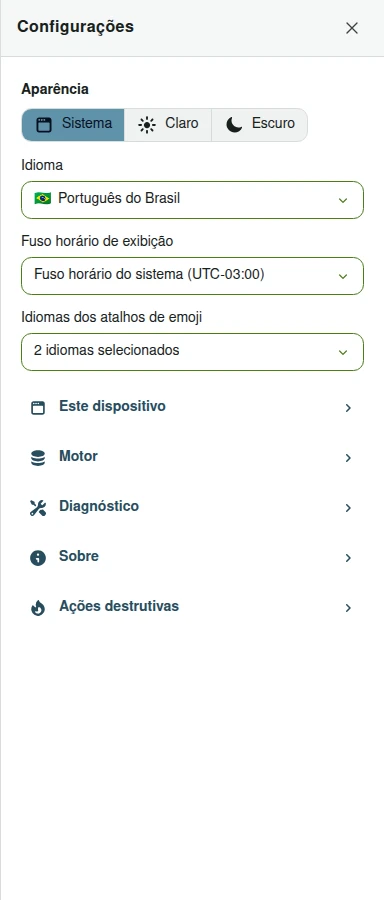 Configurações
Aparência
Sistema
Claro
Escuro
Idioma
Português do Brasil
Fuso horário de exibição
Fuso horário do sistema (UTC-03:00)
Idiomas dos atalhos de emoji
2 idiomas selecionados
Este dispositivo
Motor
Diagnóstico
Sobre
Ações destrutivas